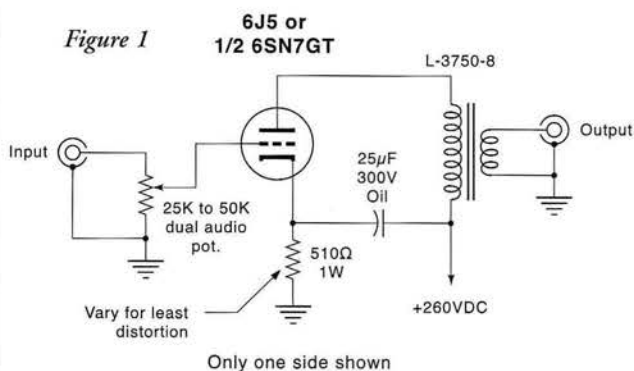 Figure 1
6J5 or
1/2 6SN7GT
L-3750-8
Input
Output
25µF
300V
Oil
25K to 50K
dual audio
pot.
510Ω
1W
+260VDC
Vary for least
distortion
Only one side shown